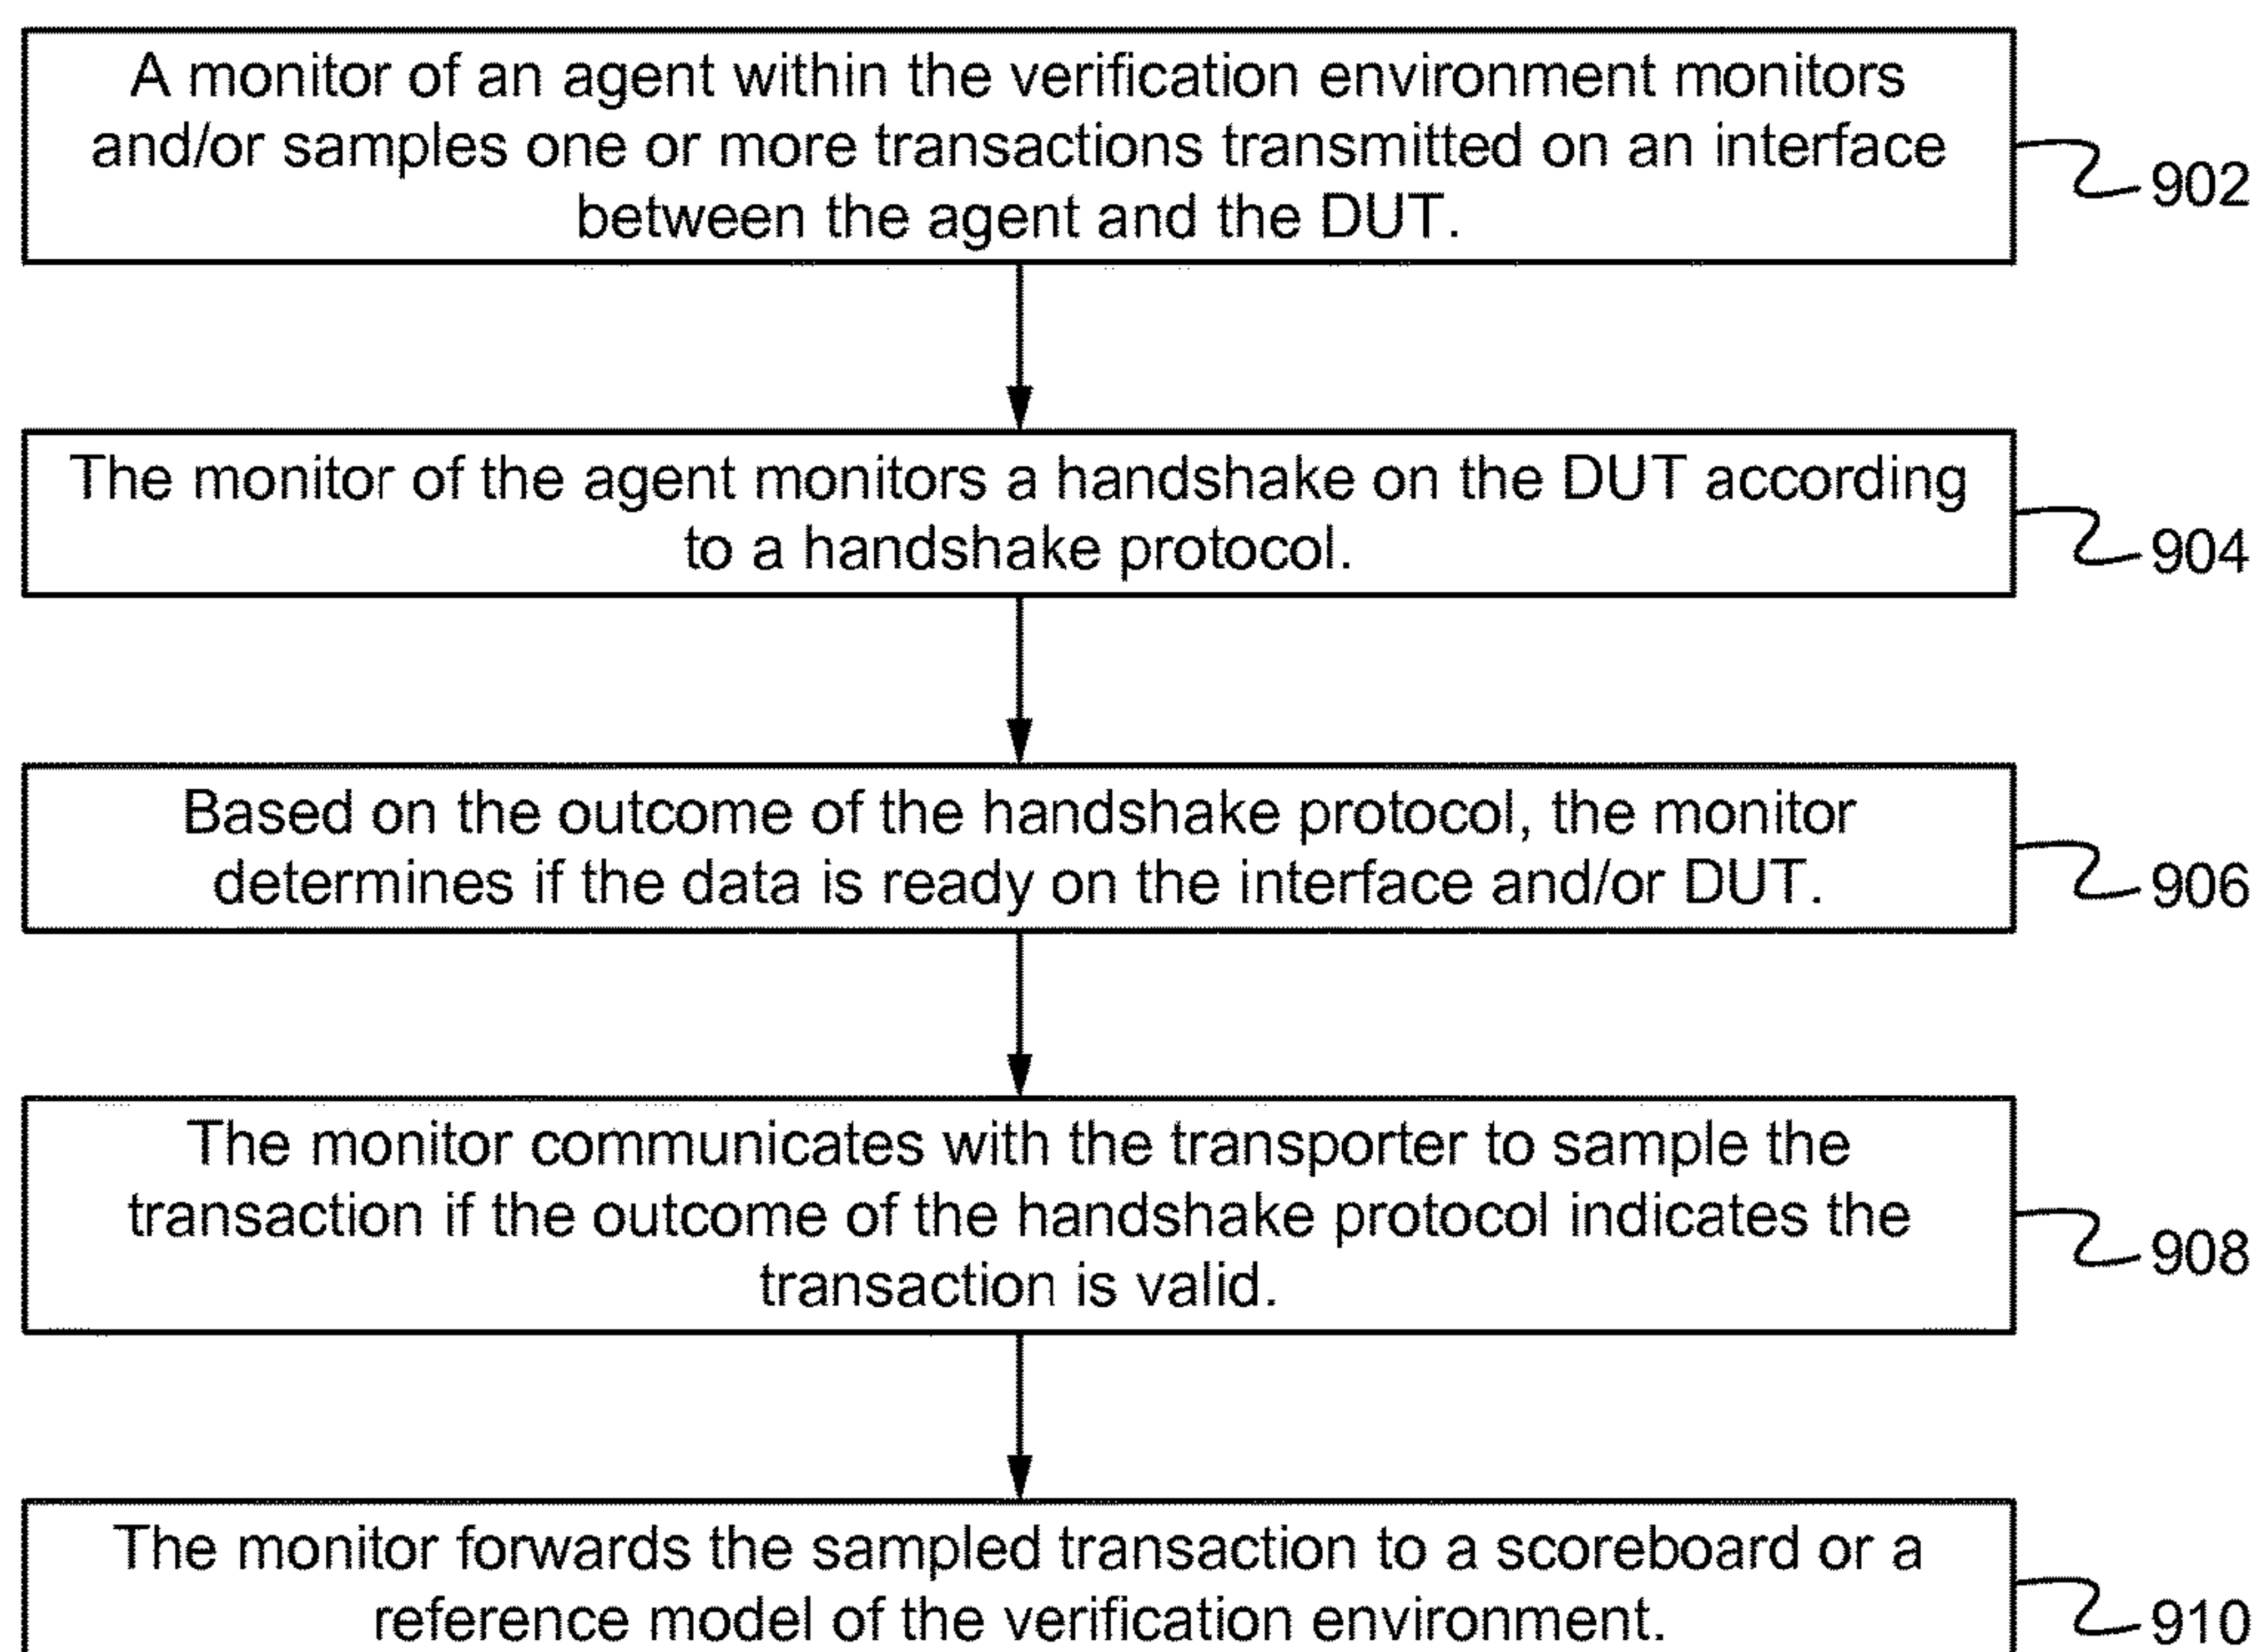 A monitor of an agent within the verification environment monitors
and/or samples one or more transactions transmitted on an interface
between the agent and the DUT.
902
The monitor of the agent monitors a handshake on the DUT according
to a handshake protocol.
904
Based on the outcome of the handshake protocol, the monitor
determines if the data is ready on the interface and/or DUT.
906
The monitor communicates with the transporter to sample the
transaction if the outcome of the handshake protocol indicates the
transaction is valid.
908
The monitor forwards the sampled transaction to a scoreboard or a
reference model of the verification environment.
910